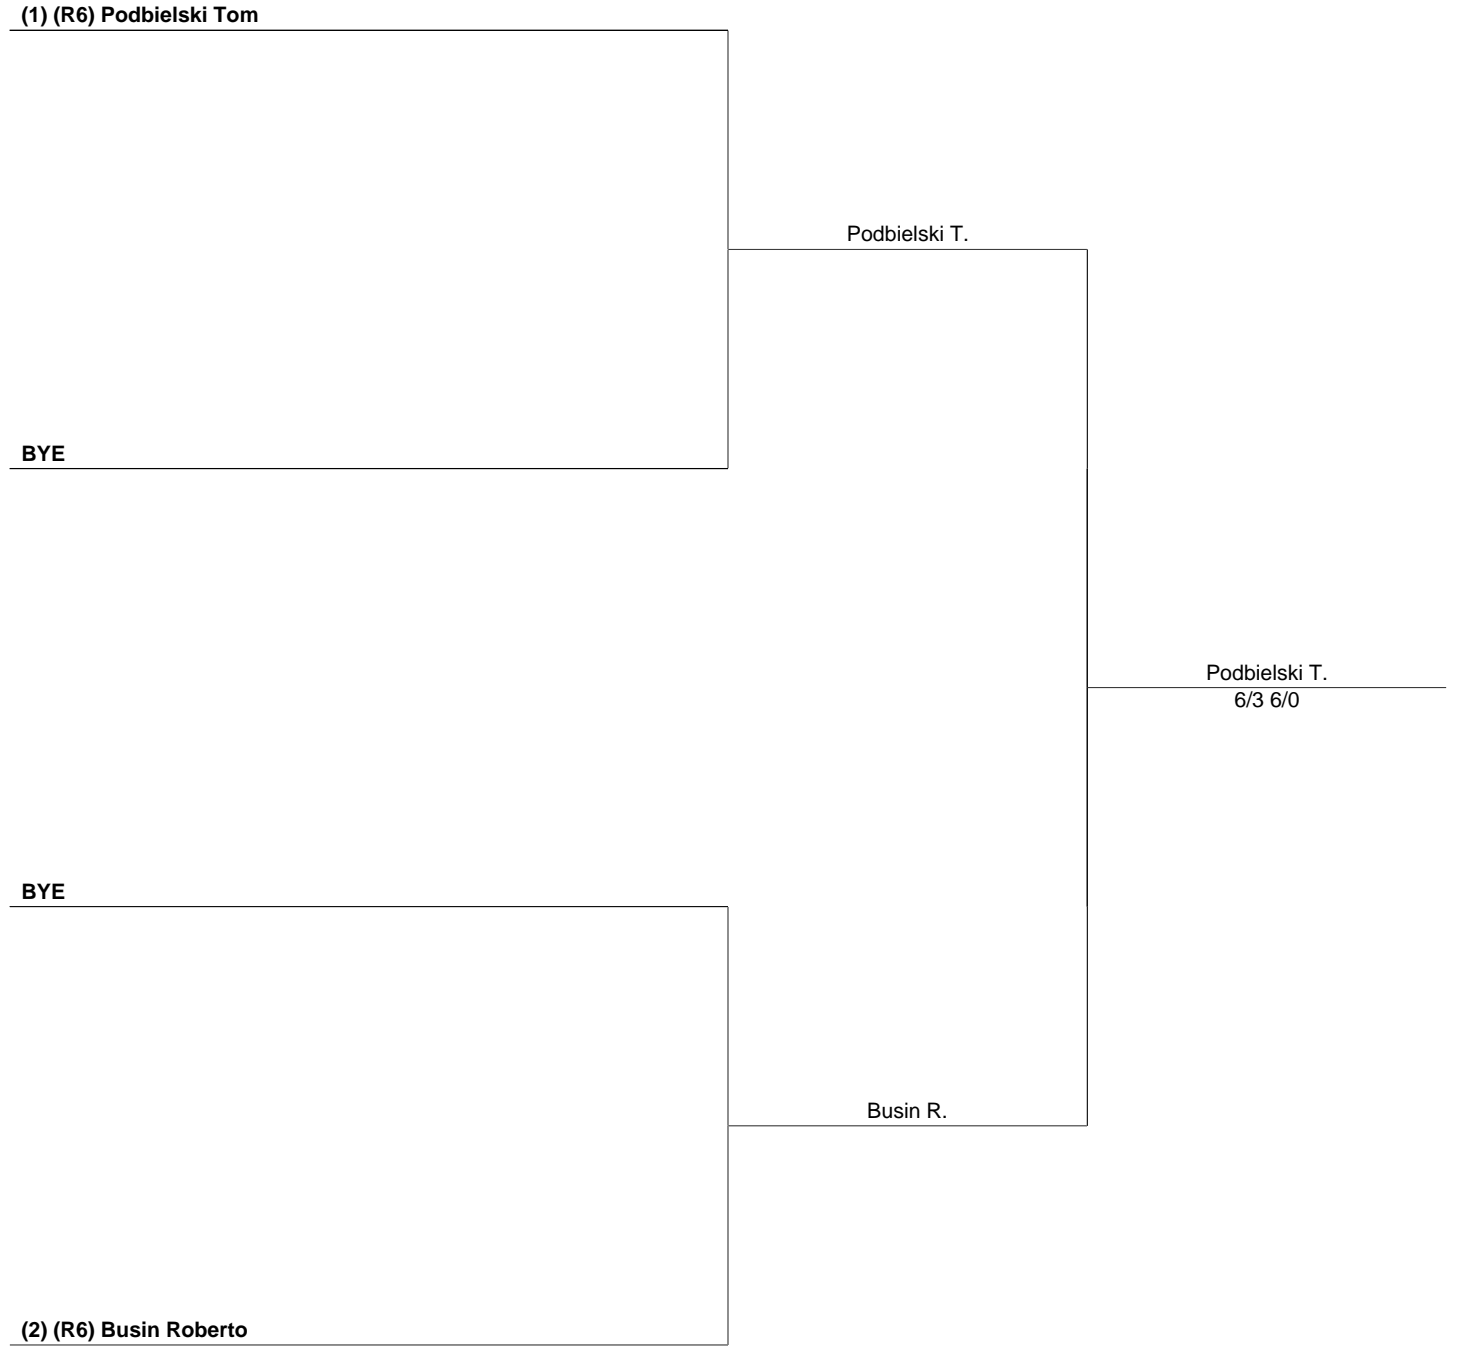 (1) (R6) Podbielski Tom
Podbielski T.
BYE
Podbielski T.
6/3 6/0
BYE
Busin R.
(2) (R6) Busin Roberto